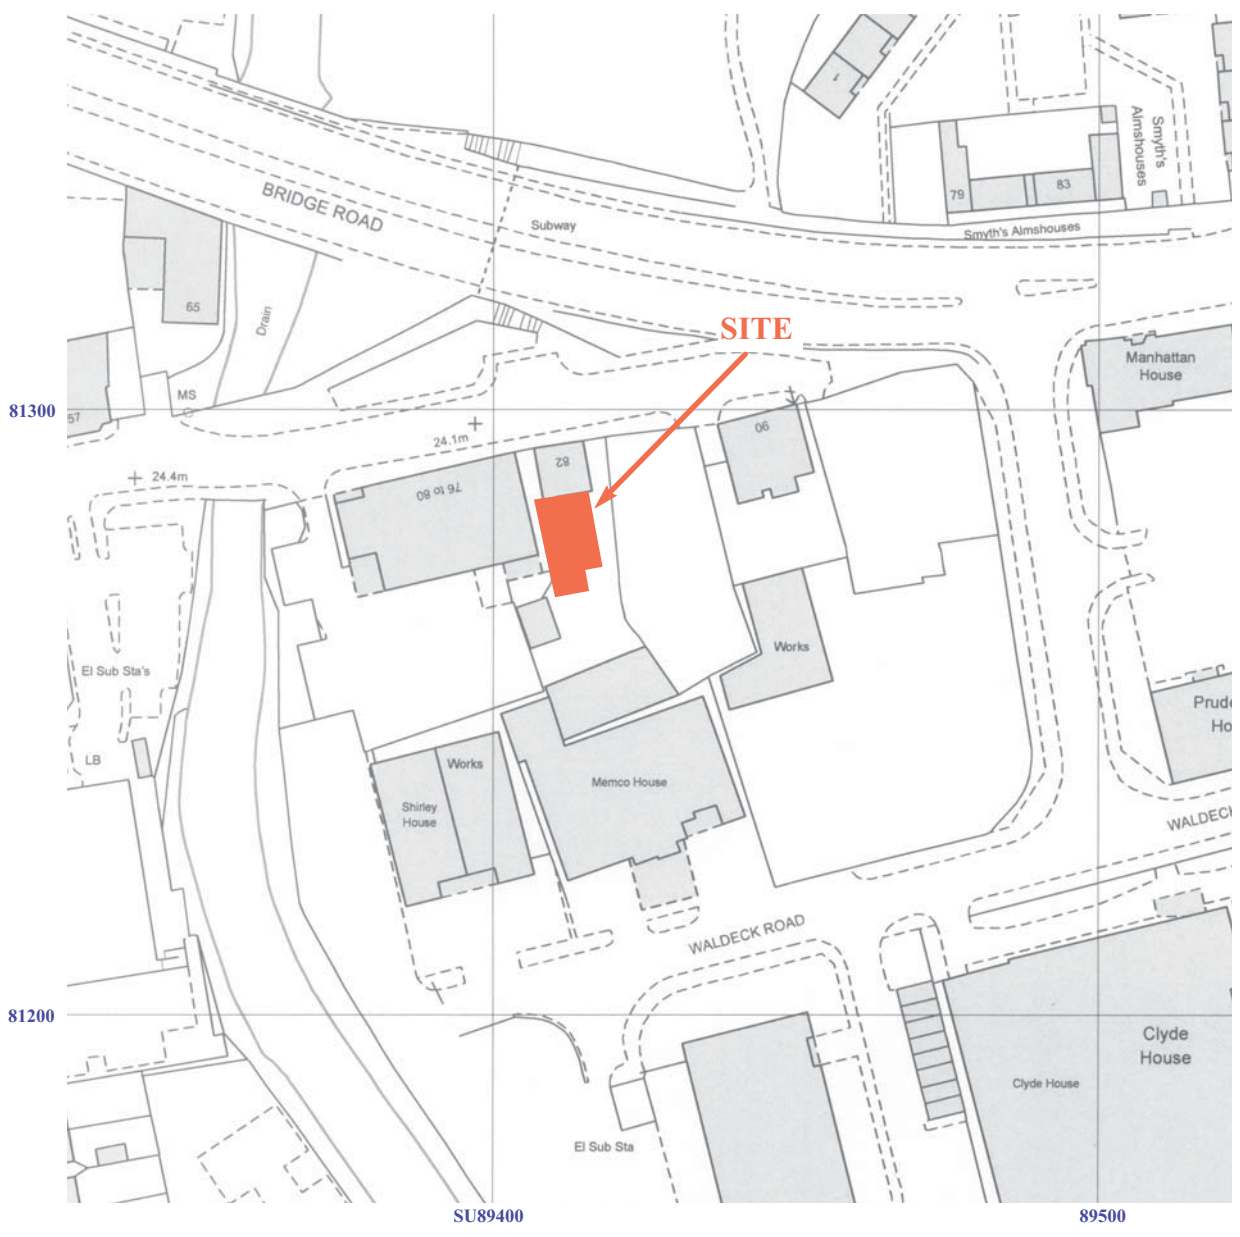 1
Smyth's
Almshouses
79
83
BRIDGE ROAD
Subway
Smyth's Almshouses
65
Drain
SITE
Manhattan
House
MS
81300
57
24.1m
90
82
24.4m
76 to 80
El Sub Sta's
Works
Prude
Ho
LB
Works
Memco House
Shirley
House
WALDECK
WALDECK ROAD
81200
Clyde
House
Clyde House
El Sub Sta
SU89400
89500